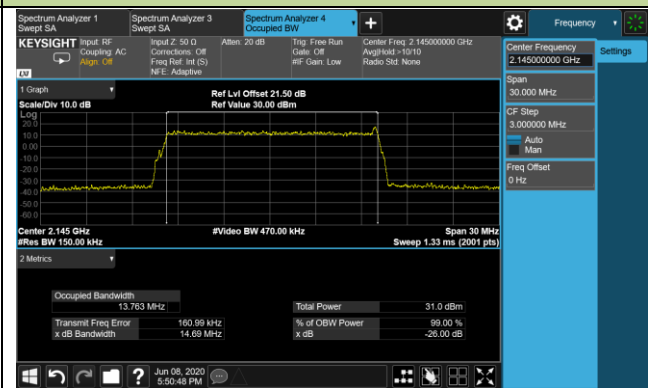 Spectrum Analyzer 1
Swept SA
Spectrum Analyzer 3
Swept SA
Spectrum Analyzer 4
Occupied BW
Frequency
KEYSIGHT
Input: RF
Coupling: AC
Align: Off
Input Z: 50 Ω
Corrections: Off
Freq Ref: Int (S)
NFE: Adaptive
Atten: 20 dB
Trig: Free Run
Gate: Off
#IF Gain: Low
Center Freq: 2.145000000 GHz
Avg|Hold:>10/10
Radio Std: None
LXI
Center Frequency
2.145000000 GHz
Settings
Span
30.000 MHz
CF Step
3.000000 MHz
Auto
Man
Freq Offset
0 Hz
1 Graph
Scale/Div 10.0 dB
Ref Lvl Offset 21.50 dB
Ref Value 30.00 dBm
Log
20.0
10.0
0.00
-10.0
-20.0
-30.0
-40.0
-50.0
-60.0
Center 2.145 GHz
#Res BW 150.00 kHz
#Video BW 470.00 kHz
Span 30 MHz
Sweep 1.33 ms (2001 pts)
2 Metrics
Occupied Bandwidth
13.763 MHz
Transmit Freq Error 160.99 kHz
x dB Bandwidth 14.69 MHz
Total Power 31.0 dBm
% of OBW Power 99.00 %
x dB -26.00 dB
?
Jun 08, 2020
5:50:48 PM